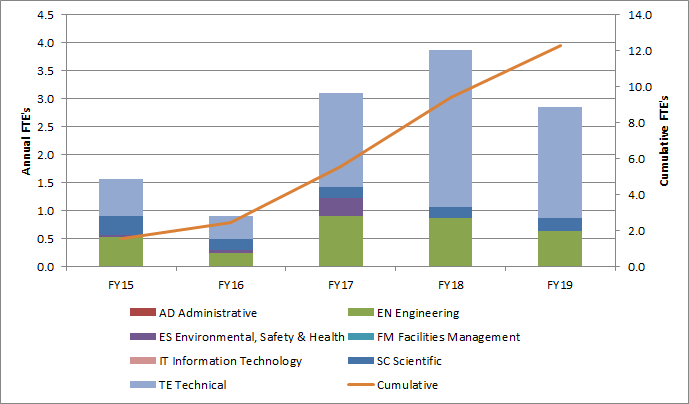 4.5
4.0
3.5
3.0
2.5
2.0
1.5
1.0
0.5
0.0
Annual FTE's
14.0
12.0
10.0
8.0
6.0
4.0
2.0
0.0
Cumulative FTE's
FY15 FY16 FY17 FY18 FY19
AD Administrative EN Engineering
ES Environmental, Safety & Health FM Facilities Management
IT Information Technology SC Scientific
TE Technical Cumulative